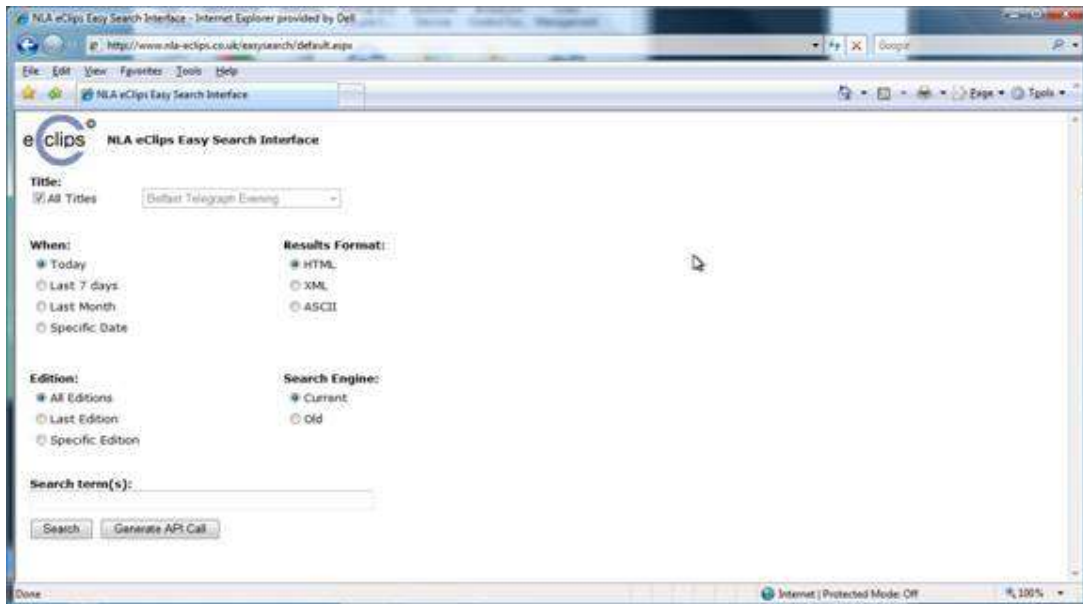 NLA eClips Easy Search Interface - Internet Explorer provided by Dell
http://www.nla-eclips.co.uk/easysearch/default.aspx
Google
File Edit View Favorites Tools Help
NLA eClips Easy Search Interface
Page Tools
e clips NLA eClips Easy Search Interface
Title:
All Titles Belfast Telegraph Evening
When: Results Format:
Today HTML
Last 7 days XML
Last Month ASCII
Specific Date
Edition: Search Engine:
All Editions Current
Last Edition Old
Specific Edition
Search term(s):
Search Generate API Call
Done Internet | Protected Mode: Off 100%